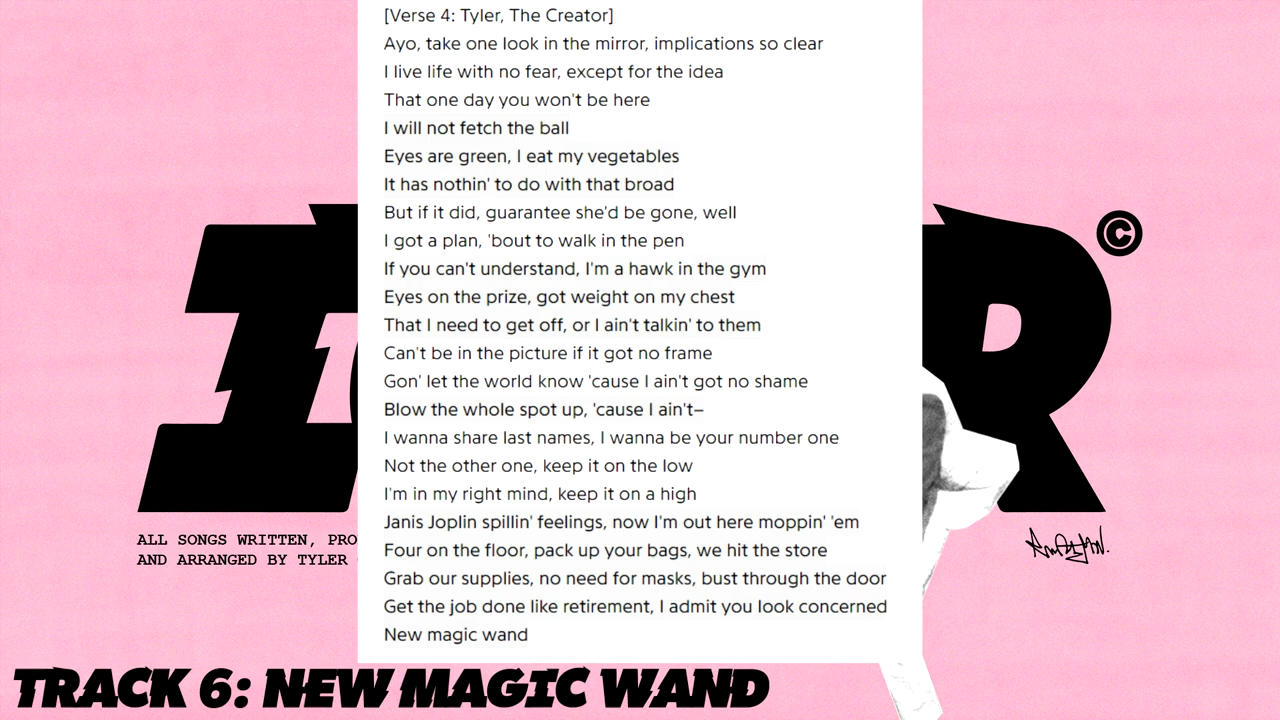 [Verse 4: Tyler, The Creator]
Ayo, take one look in the mirror, implications so clear
I live life with no fear, except for the idea
That one day you won't be here
I will not fetch the ball
Eyes are green, I eat my vegetables
It has nothin' to do with that broad
But if it did, guarantee she'd be gone, well
I got a plan, 'bout to walk in the pen
If you can't understand, I'm a hawk in the gym
Eyes on the prize, got weight on my chest
That I need to get off, or I ain't talkin' to them
Can't be in the picture if it got no frame
Gon' let the world know 'cause I ain't got no shame
Blow the whole spot up, 'cause I ain't–
I wanna share last names, I wanna be your number one
Not the other one, keep it on the low
I'm in my right mind, keep it on a high
Janis Joplin spillin' feelings, now I'm out here moppin' 'em
Four on the floor, pack up your bags, we hit the store
Grab our supplies, no need for masks, bust through the door
Get the job done like retirement, I admit you look concerned
New magic wand
I R ©
ALL SONGS WRITTEN, PRO
AND ARRANGED BY TYLER
TRACK 6: NEW MAGIC WAND